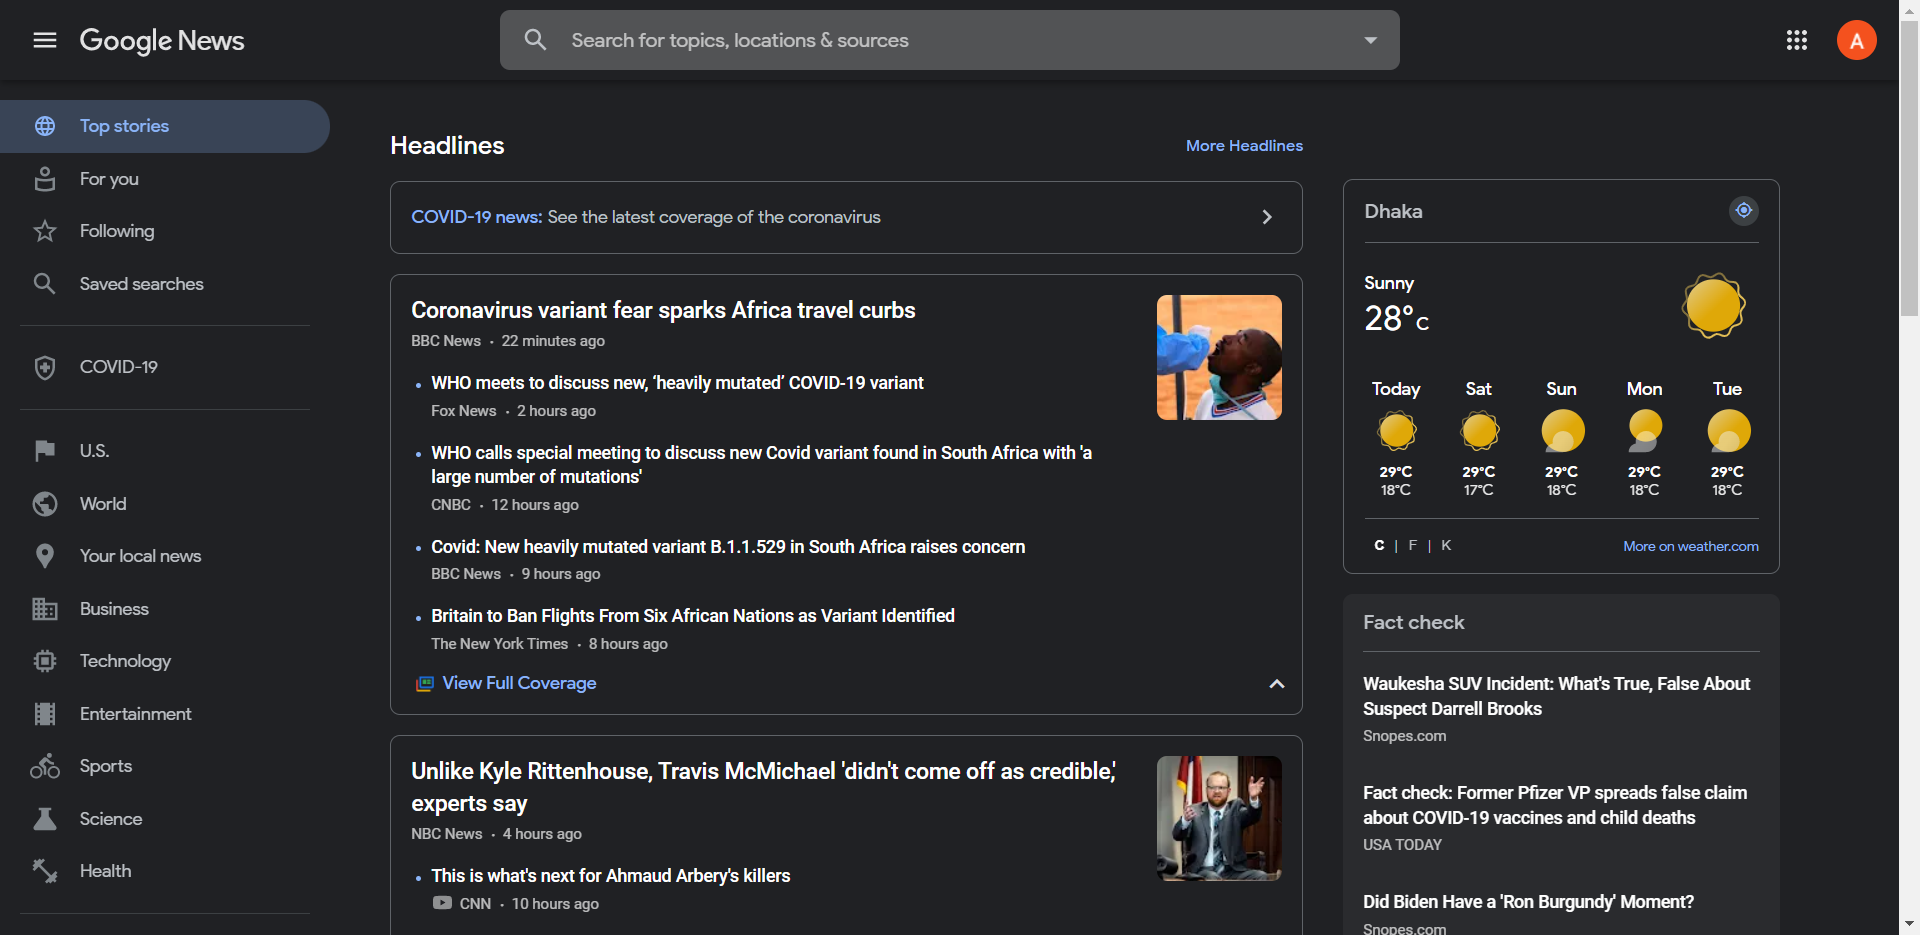 Google News
Search for topics, locations & sources
A
Top stories
For you
Following
Saved searches
COVID-19
U.S.
World
Your local news
Business
Technology
Entertainment
Sports
Science
Health
Headlines
More Headlines
COVID-19 news: See the latest coverage of the coronavirus
Coronavirus variant fear sparks Africa travel curbs
BBC News · 22 minutes ago
WHO meets to discuss new, ‘heavily mutated’ COVID-19 variant
Fox News · 2 hours ago
WHO calls special meeting to discuss new Covid variant found in South Africa with 'a
large number of mutations'
CNBC · 12 hours ago
Covid: New heavily mutated variant B.1.1.529 in South Africa raises concern
BBC News · 9 hours ago
Britain to Ban Flights From Six African Nations as Variant Identified
The New York Times · 8 hours ago
View Full Coverage
Unlike Kyle Rittenhouse, Travis McMichael 'didn't come off as credible,'
experts say
NBC News · 4 hours ago
This is what's next for Ahmaud Arbery's killers
CNN · 10 hours ago
Dhaka
Sunny
28°C
Today Sat Sun Mon Tue
29°C 29°C 29°C 29°C 29°C
18°C 17°C 18°C 18°C 18°C
C | F | K
More on weather.com
Fact check
Waukesha SUV Incident: What's True, False About
Suspect Darrell Brooks
Snopes.com
Fact check: Former Pfizer VP spreads false claim
about COVID-19 vaccines and child deaths
USA TODAY
Did Biden Have a 'Ron Burgundy' Moment?
Snopes.com